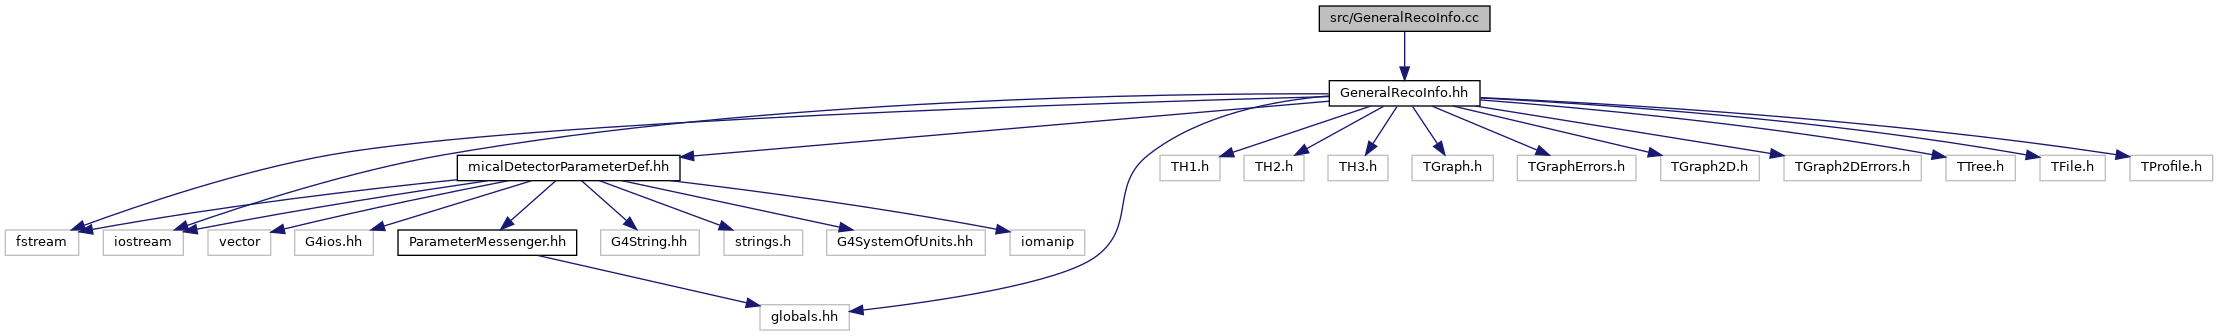 src/GeneralRecoInfo.cc
GeneralRecoInfo.hh
micalDetectorParameterDef.hh
TH1.h
TH2.h
TH3.h
TGraph.h
TGraphErrors.h
TGraph2D.h
TGraph2DErrors.h
TTree.h
TFile.h
TProfile.h
fstream
iostream
vector
G4ios.hh
ParameterMessenger.hh
G4String.hh
strings.h
G4SystemOfUnits.hh
iomanip
globals.hh